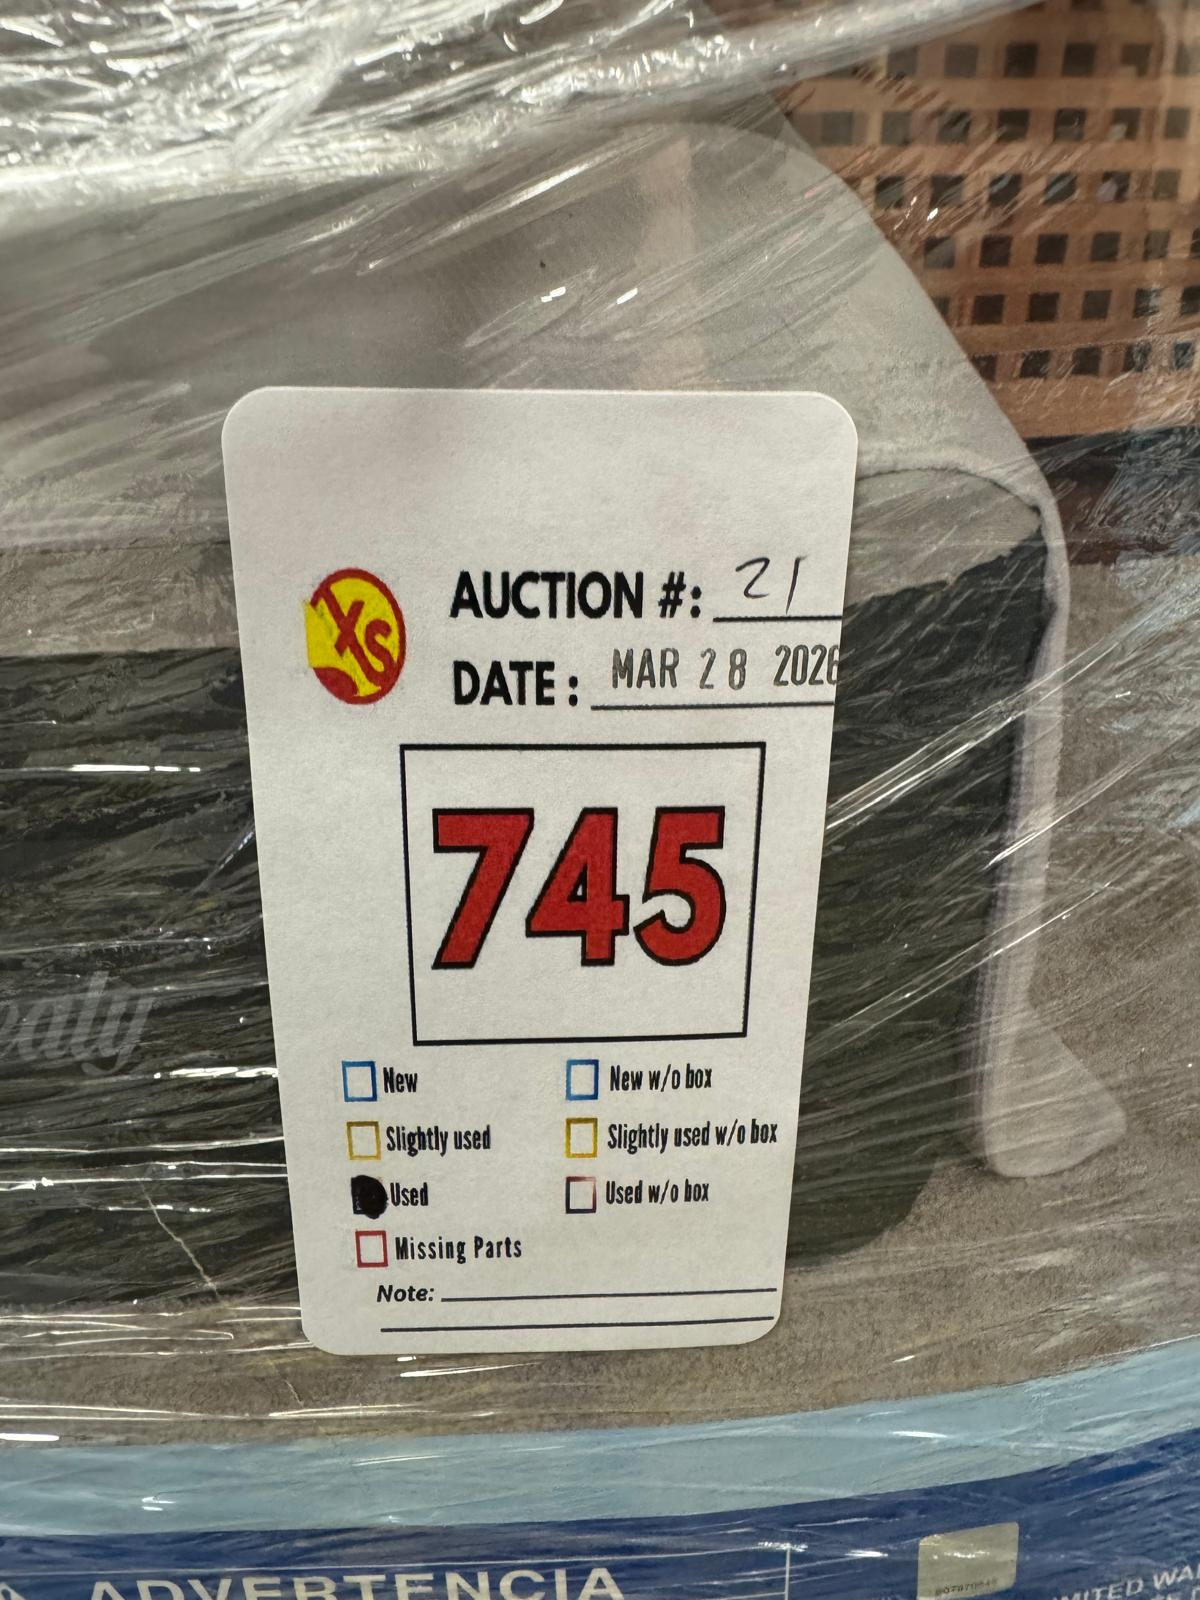 XS
AUCTION #: 21
DATE: MAR 28 2026
745
New
New w/o box
Slightly used
Slightly used w/o box
Used
Used w/o box
Missing Parts
Note:
ealy
ADVERTENCIA